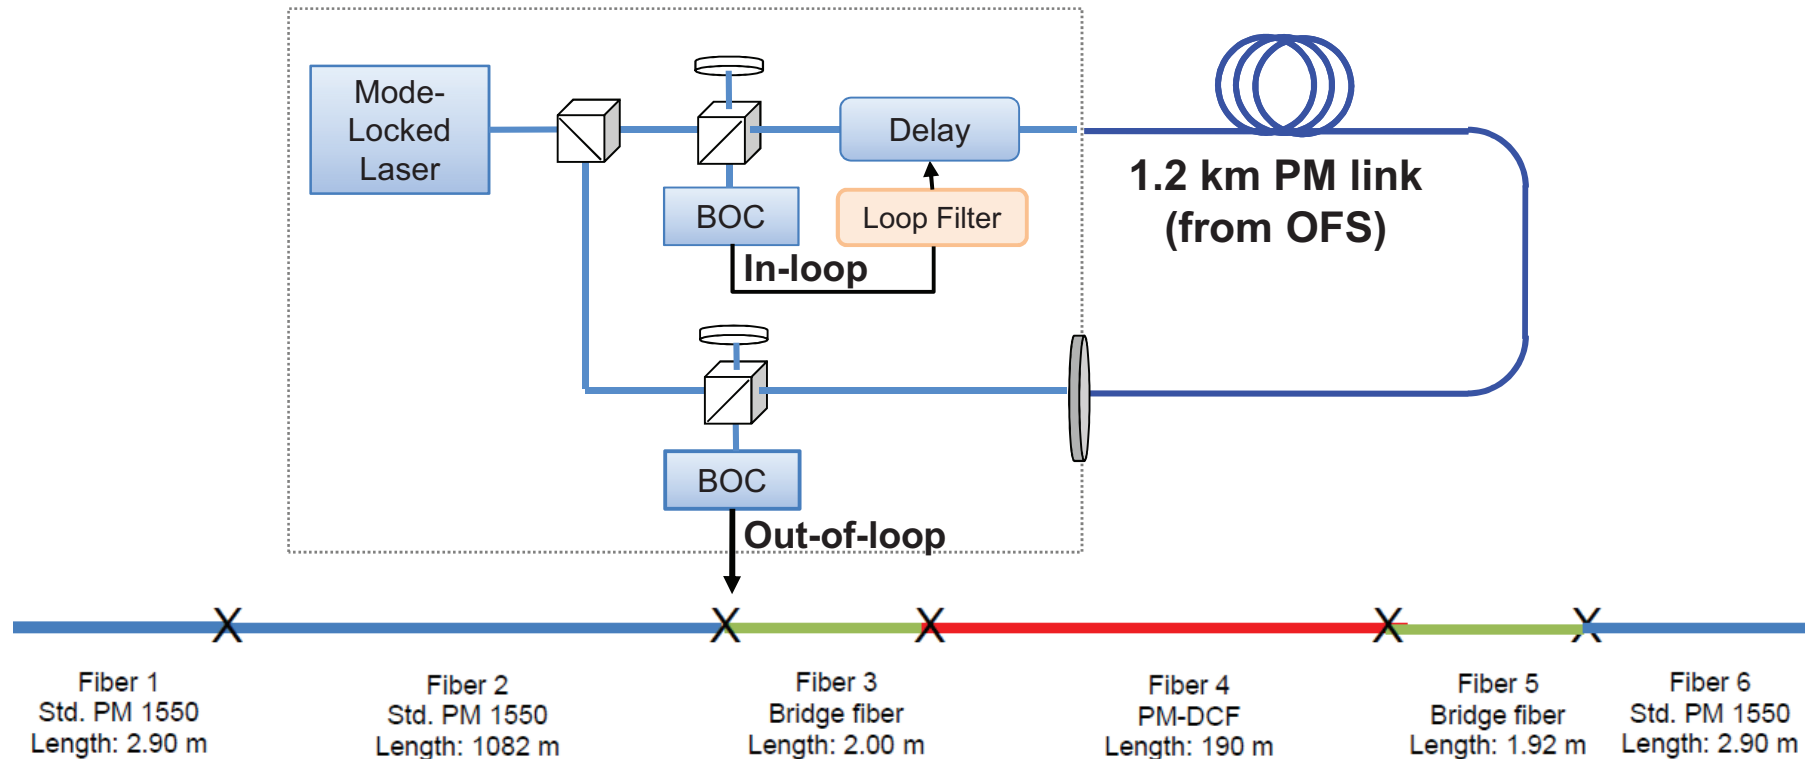 Mode-
Locked
Laser
Delay
BOC
Loop Filter
In-loop
1.2 km PM link
(from OFS)
BOC
Out-of-loop
X
X
X
X
X
Fiber 1
Std. PM 1550
Length: 2.90 m
Fiber 2
Std. PM 1550
Length: 1082 m
Fiber 3
Bridge fiber
Length: 2.00 m
Fiber 4
PM-DCF
Length: 190 m
Fiber 5
Bridge fiber
Length: 1.92 m
Fiber 6
Std. PM 1550
Length: 2.90 m